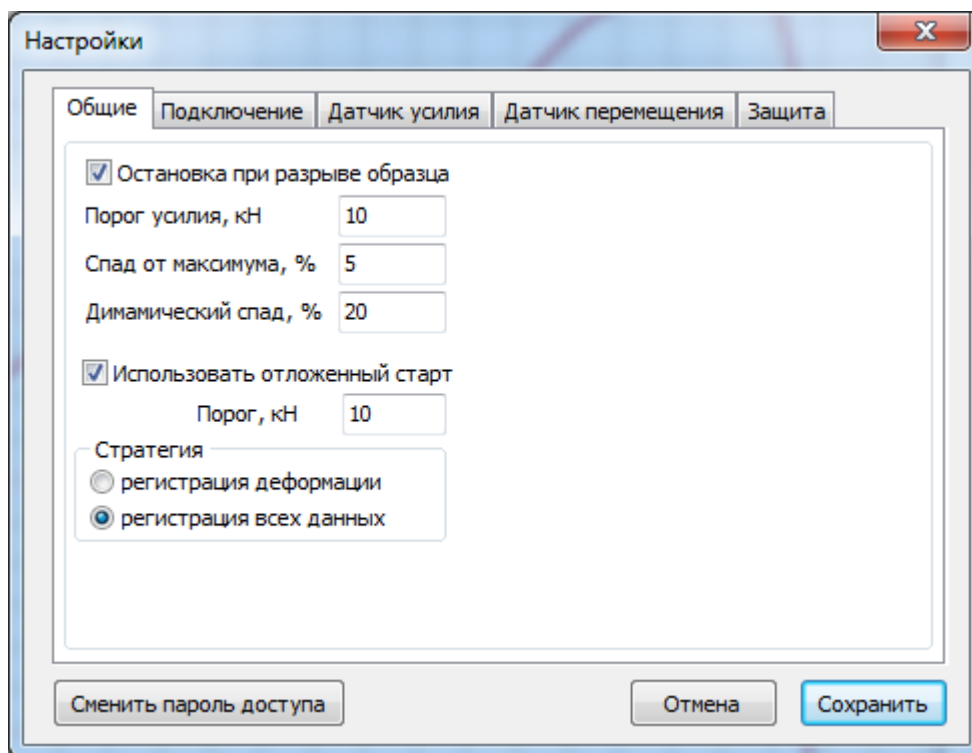 Настройки
Общие Подключение Датчик усилия Датчик перемещения Защита
Остановка при разрыве образца
Порог усилия, кН 10
Спад от максимума, % 5
Димамический спад, % 20
Использовать отложенный старт
Порог, кН 10
Стратегия
регистрация деформации
регистрация всех данных
Сменить пароль доступа Отмена Сохранить